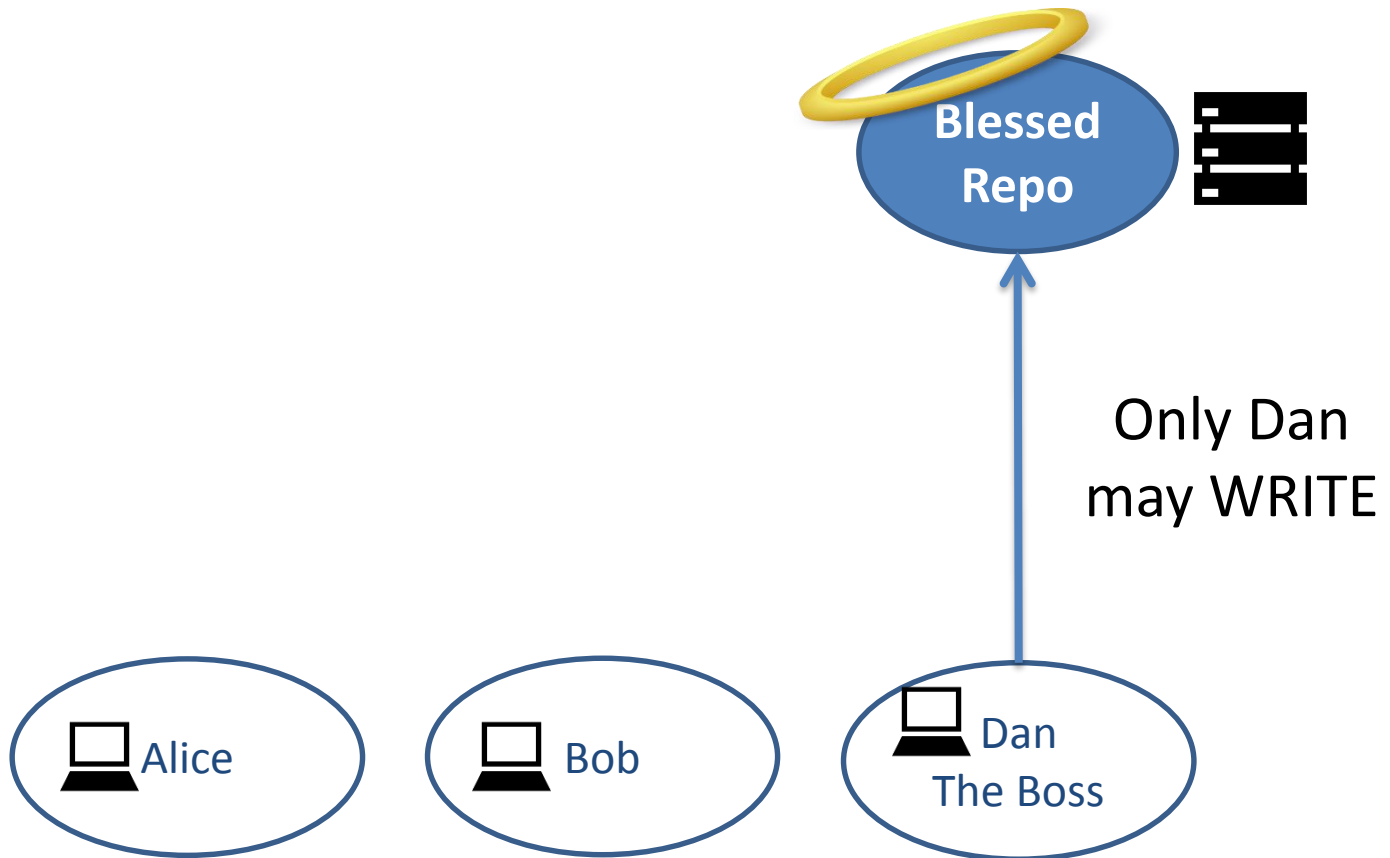 Blessed
Repo
Only Dan
may WRITE
Alice
Bob
Dan
The Boss